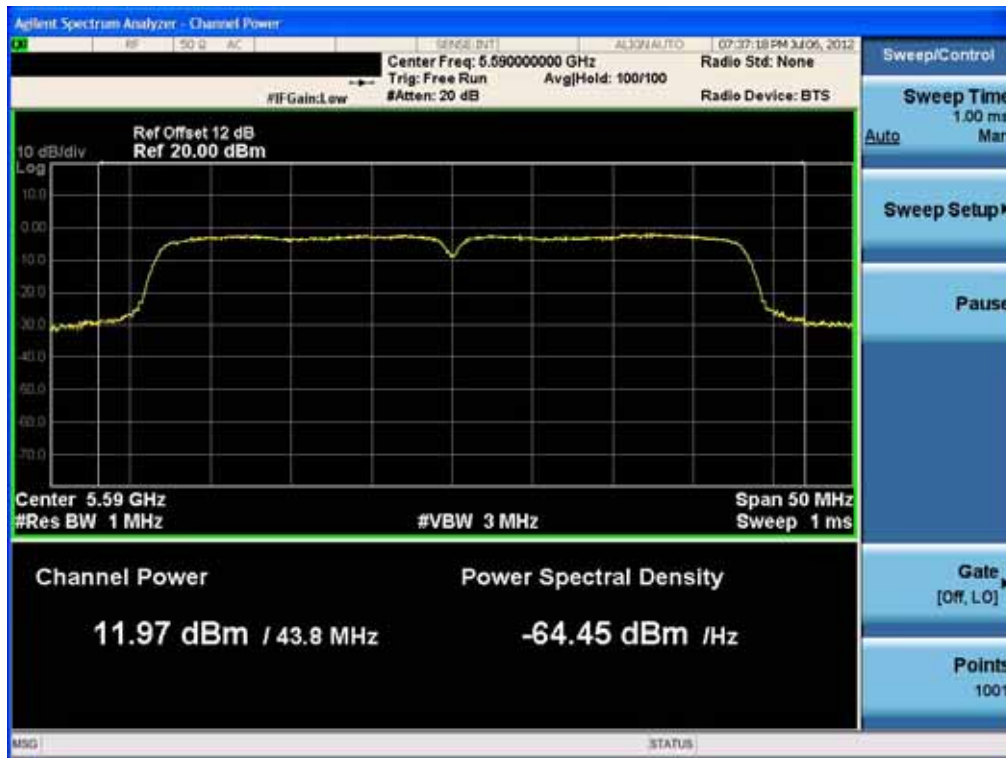 Agilent Spectrum Analyzer - Channel Power
RF 50 Ω AC SENSE:INT ALIGN AUTO 07:37:18 PM Jul 06, 2012
Center Freq: 5.590000000 GHz Radio Std: None
Trig: Free Run Avg|Hold: 100/100
#IFGain:Low #Atten: 20 dB Radio Device: BTS
Ref Offset 12 dB
10 dB/div Ref 20.00 dBm
Log
10.0
0.00
-10.0
-20.0
-30.0
-40.0
-50.0
-60.0
-70.0
Center 5.59 GHz Span 50 MHz
#Res BW 1 MHz #VBW 3 MHz Sweep 1 ms
Channel Power Power Spectral Density
11.97 dBm / 43.8 MHz -64.45 dBm /Hz
MSG STATUS
Sweep/Control
Sweep Time
1.00 ms
Auto Man
Sweep Setup
Pause
Gate
[Off, LO]
Points
1001